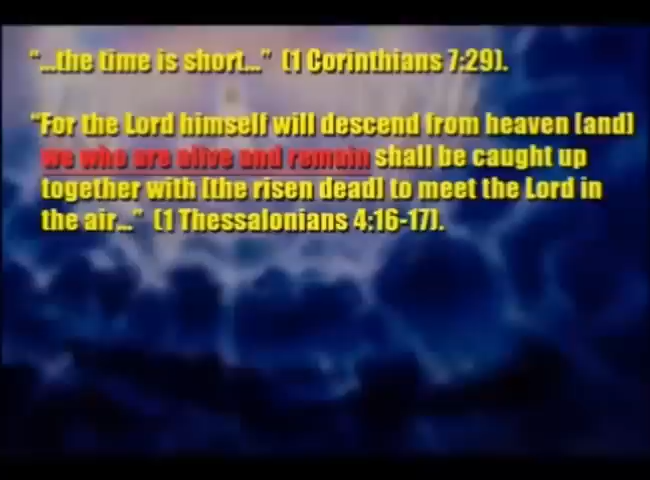 “...the time is short...” (1 Corinthians 7:29).
“For the Lord himself will descend from heaven [and]
we who are alive and remain shall be caught up
together with [the risen dead] to meet the Lord in
the air...” (1 Thessalonians 4:16-17).